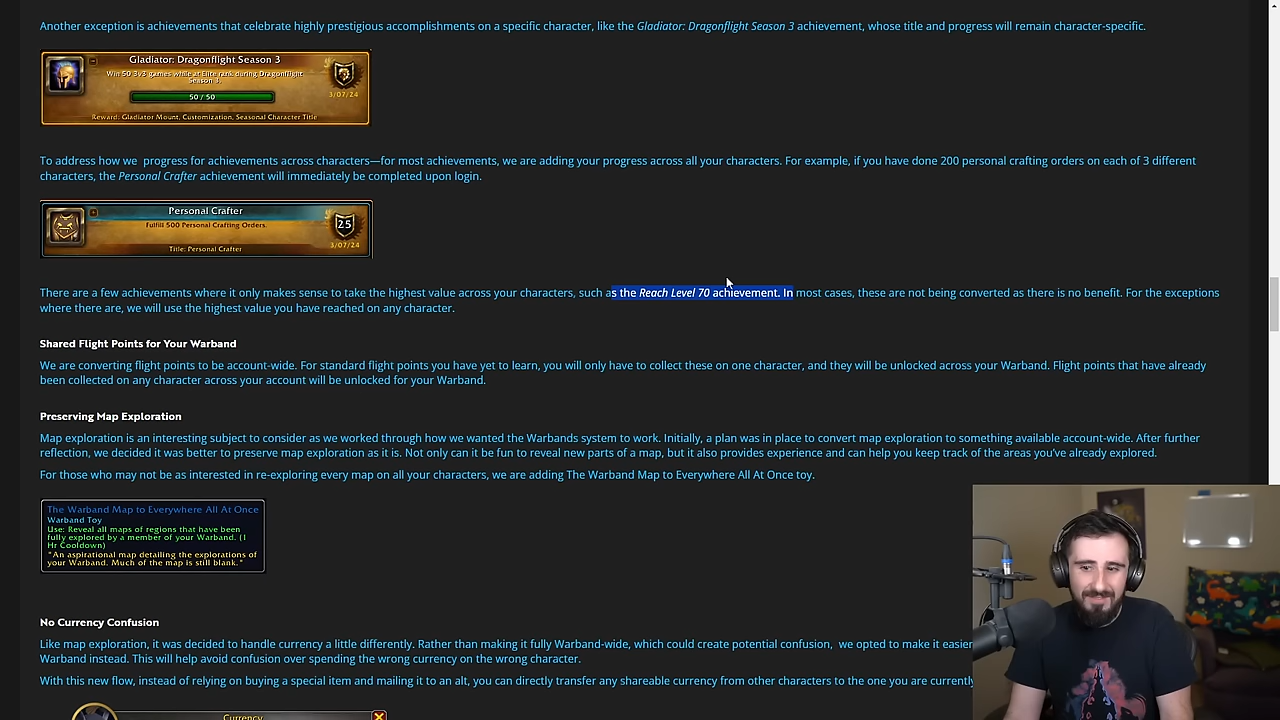 Another exception is achievements that celebrate highly prestigious accomplishments on a specific character, like the Gladiator: Dragonflight Season 3 achievement, whose title and progress will remain character-specific.
Gladiator: Dragonflight Season 3
Win 50 3v3 games while at Elite rank during Dragonflight
Season 3.
50 / 50
3/07/24
Reward: Gladiator Mount, Customization, Seasonal Character Title
To address how we  progress for achievements across characters—for most achievements, we are adding your progress across all your characters. For example, if you have done 200 personal crafting orders on each of 3 different
characters, the Personal Crafter achievement will immediately be completed upon login.
Personal Crafter
Fulfill 500 Personal Crafting Orders.
25
3/07/24
Title: Personal Crafter
There are a few achievements where it only makes sense to take the highest value across your characters, such as the Reach Level 70 achievement. In most cases, these are not being converted as there is no benefit. For the exceptions
where there are, we will use the highest value you have reached on any character.
Shared Flight Points for Your Warband
We are converting flight points to be account-wide. For standard flight points you have yet to learn, you will only have to collect these on one character, and they will be unlocked across your Warband. Flight points that have already
been collected on any character across your account will be unlocked for your Warband.
Preserving Map Exploration
Map exploration is an interesting subject to consider as we worked through how we wanted the Warbands system to work. Initially, a plan was in place to convert map exploration to something available account-wide. After further
reflection, we decided it was better to preserve map exploration as it is. Not only can it be fun to reveal new parts of a map, but it also provides experience and can help you keep track of the areas you've already explored.
For those who may not be as interested in re-exploring every map on all your characters, we are adding The Warband Map to Everywhere All At Once toy.
The Warband Map to Everywhere All At Once
Warband Toy
Use: Reveal all maps of regions that have been
fully explored by a member of your Warband. (1
Hr Cooldown)
"An aspirational map detailing the explorations of
your Warband. Much of the map is still blank."
No Currency Confusion
Like map exploration, it was decided to handle currency a little differently. Rather than making it fully Warband-wide, which could create potential confusion,  we opted to make it easier
Warband instead. This will help avoid confusion over spending the wrong currency on the wrong character.
With this new flow, instead of relying on buying a special item and mailing it to an alt, you can directly transfer any shareable currency from other characters to the one you are currently
Currency